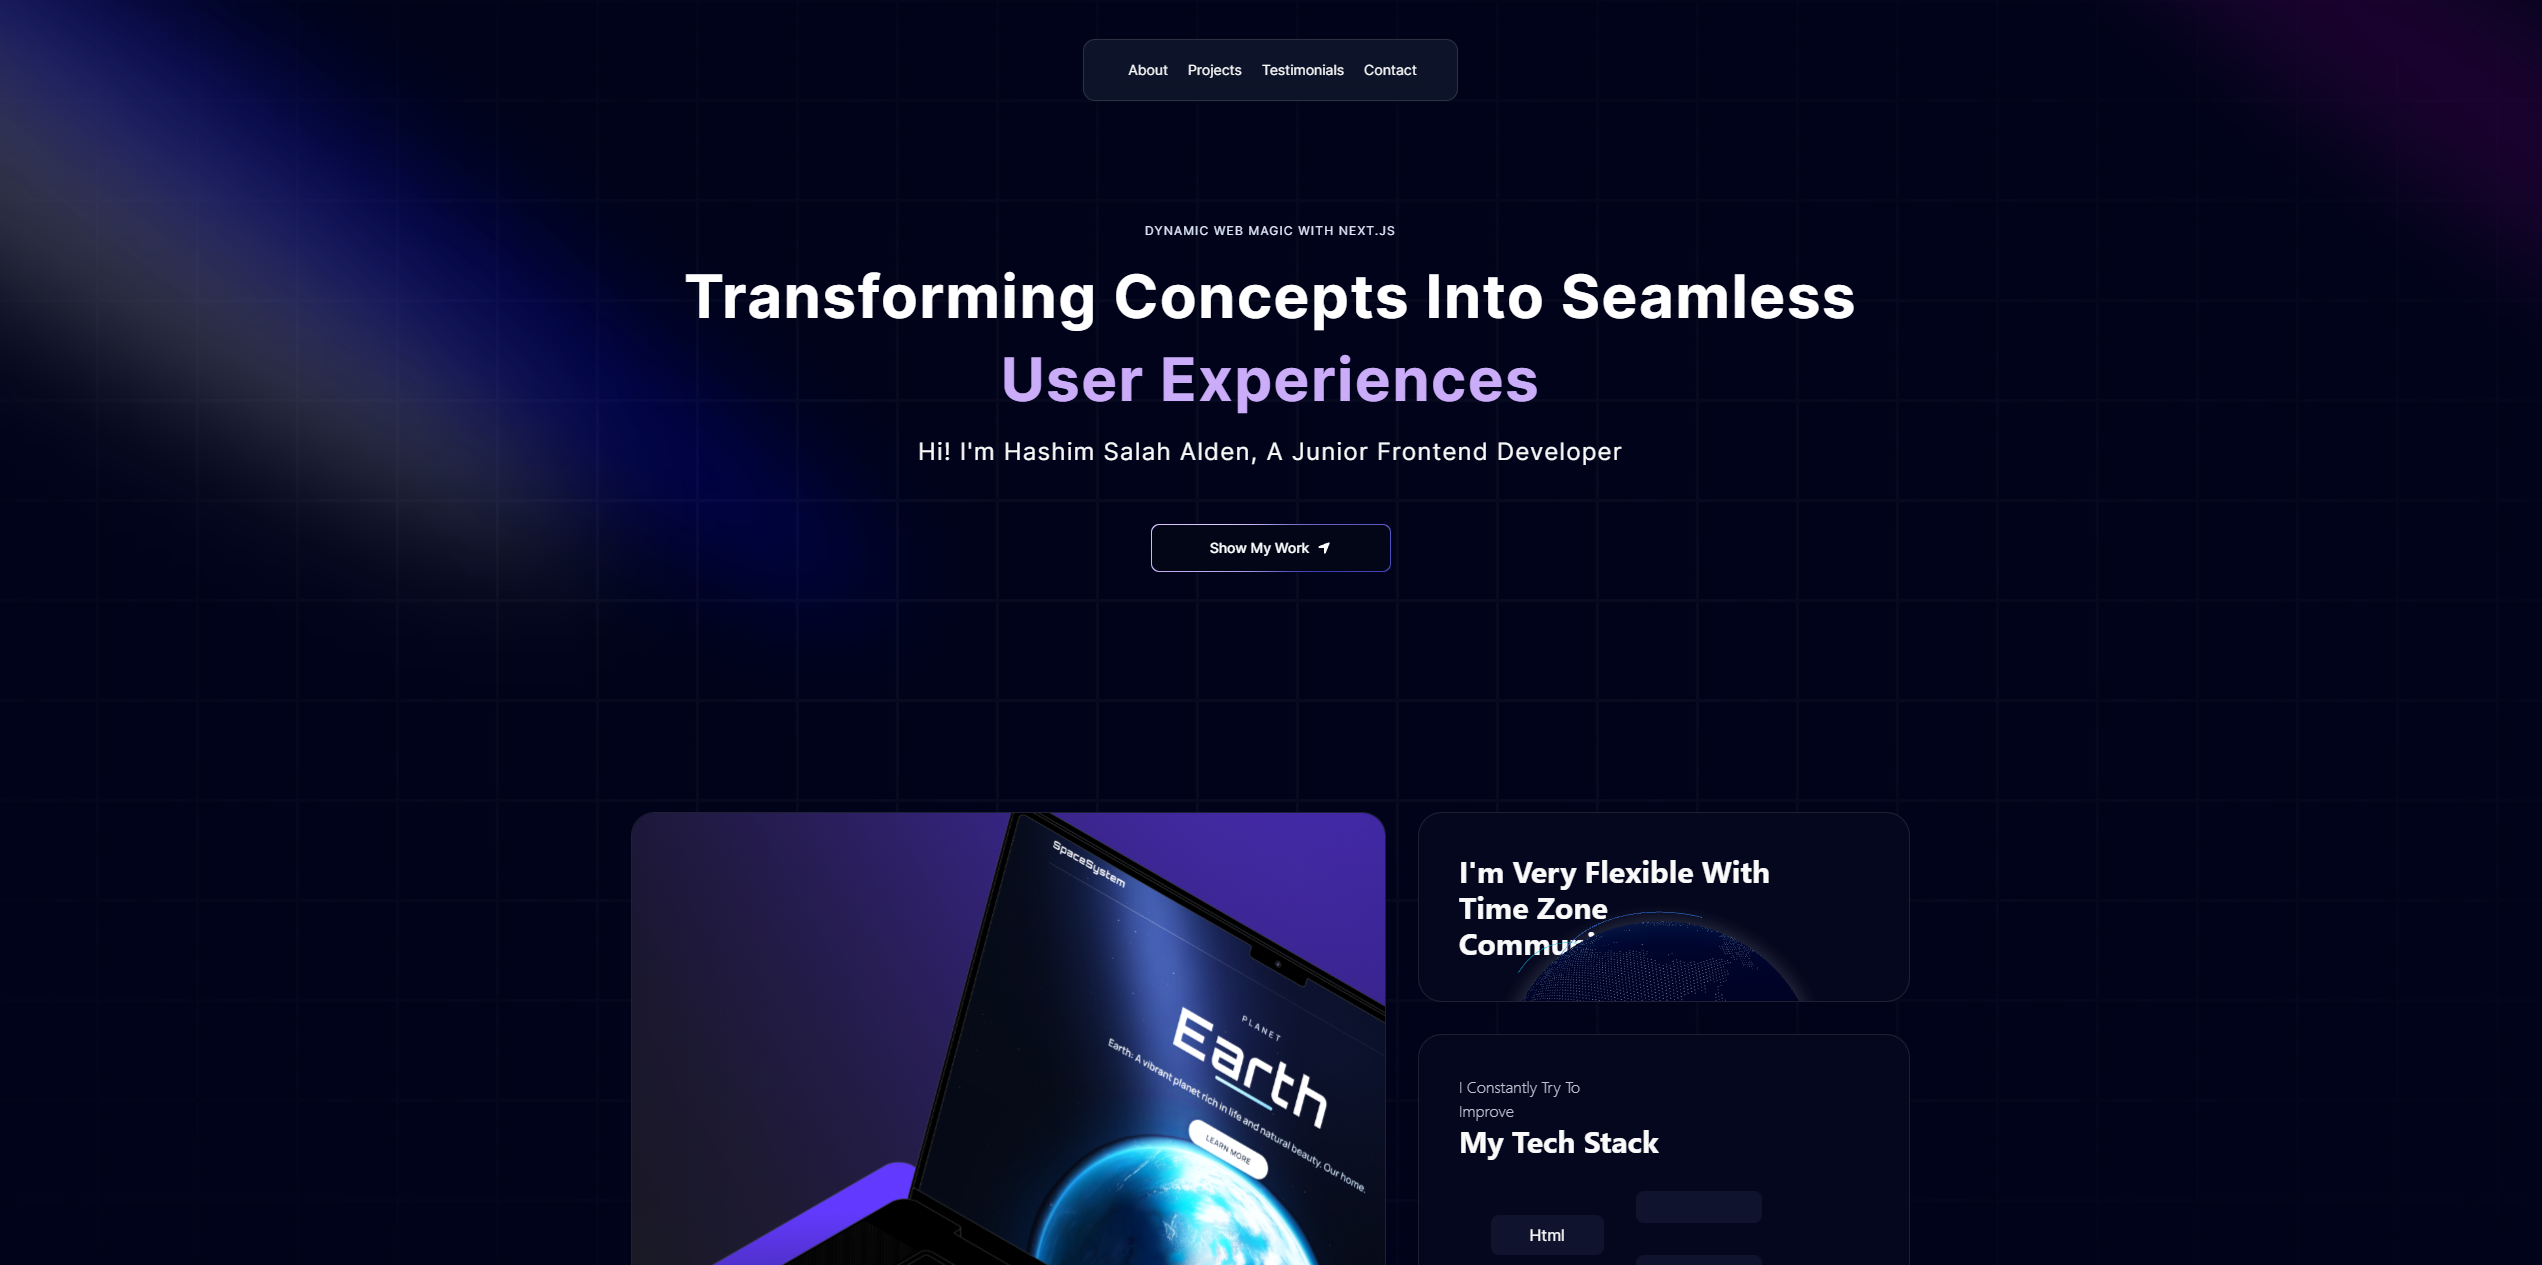 About Projects Testimonials Contact
DYNAMIC WEB MAGIC WITH NEXT.JS
Transforming Concepts Into Seamless
User Experiences
Hi! I'm Hashim Salah Alden, A Junior Frontend Developer
Show My Work
SpaceSystem
PLANET
Earth
Earth: A vibrant planet rich in life and natural beauty. Our home.
LEARN MORE
I'm Very Flexible With
Time Zone
I Constantly Try To
Improve
My Tech Stack
Html